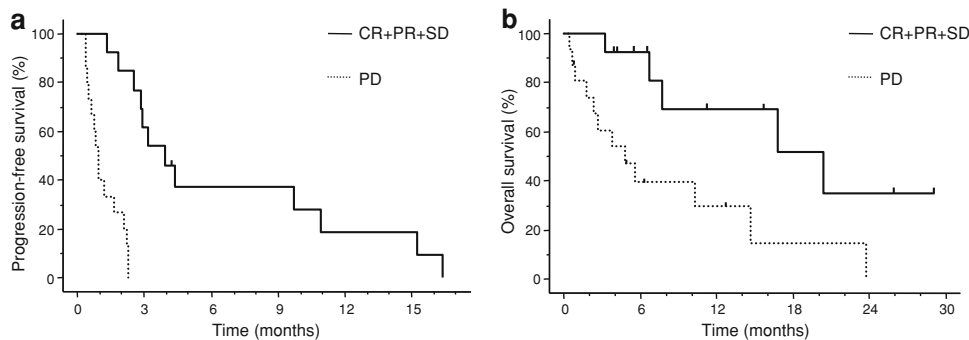 a
100
80
60
40
20
0
Progression-free survival (%)
CR+PR+SD
PD
0 3 6 9 12 15
Time (months)
b
100
80
60
40
20
0
Overall survival (%)
CR+PR+SD
PD
0 6 12 18 24 30
Time (months)